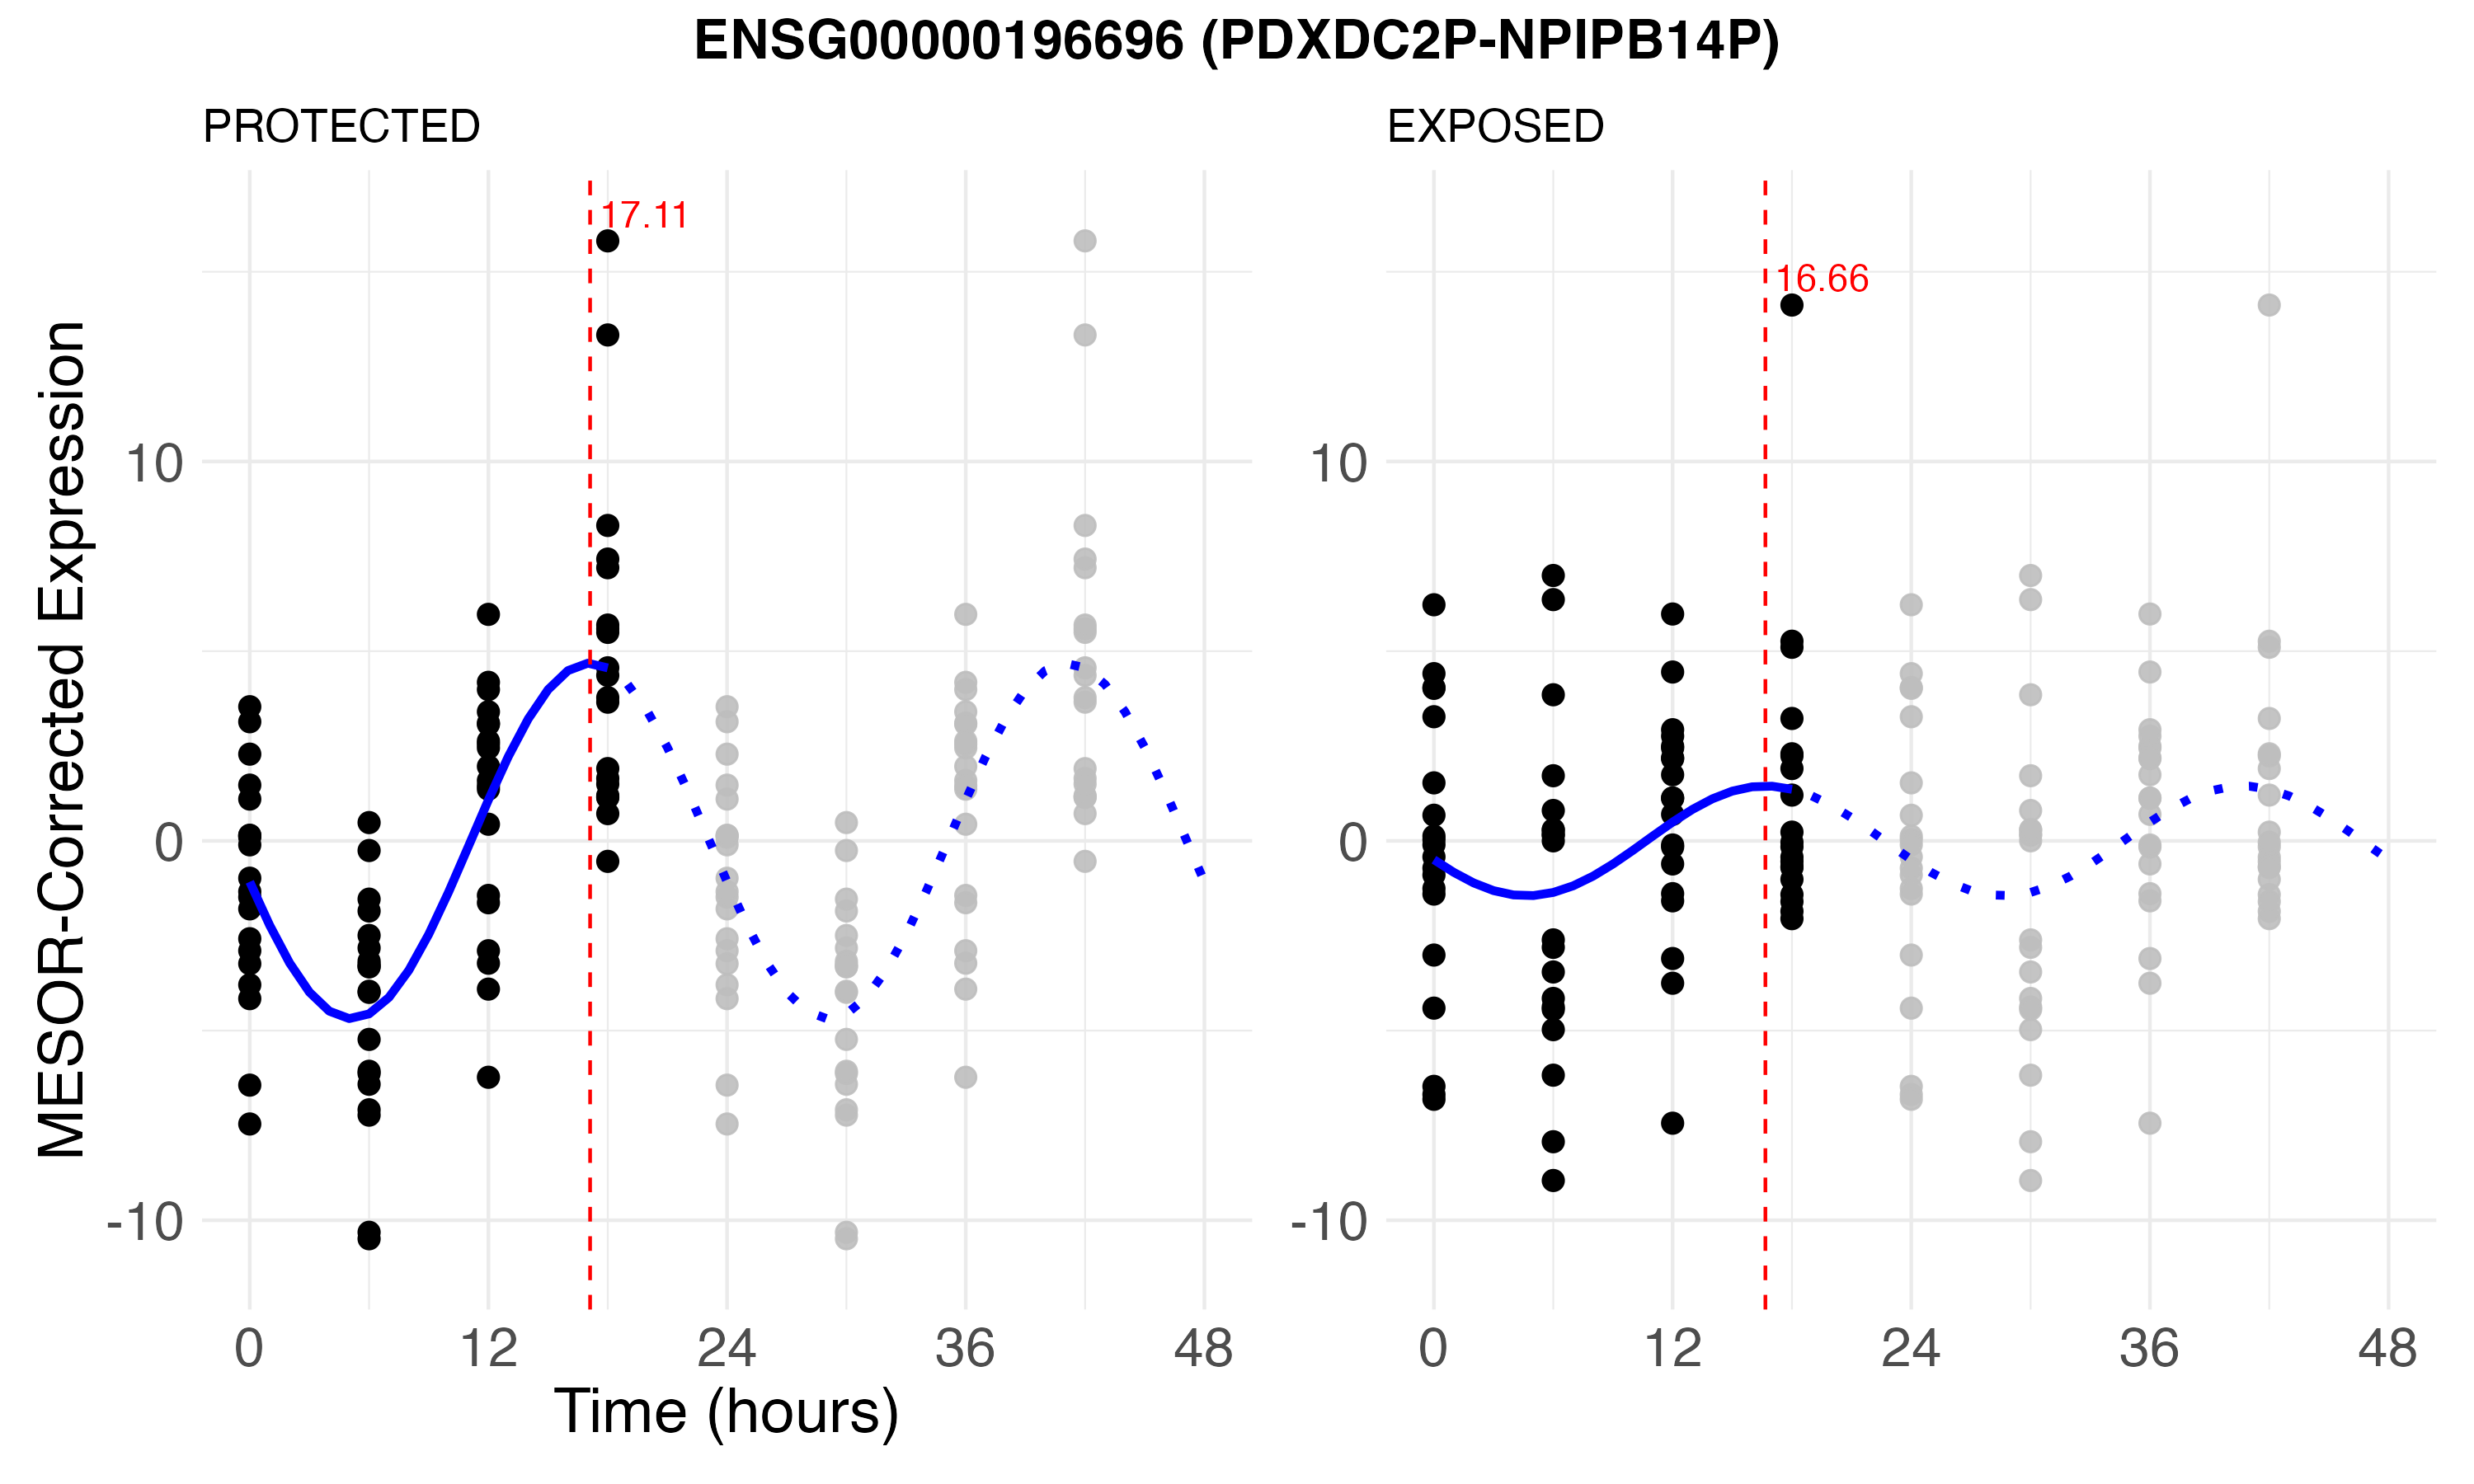 ENSG00000196696 (PDXDC2P-NPIPB14P)
PROTECTED
EXPOSED
17.11
16.66
MESOR-Corrected Expression
10
0
-10
10
0
-10
0 12 24 36 48
0 12 24 36 48
Time (hours)